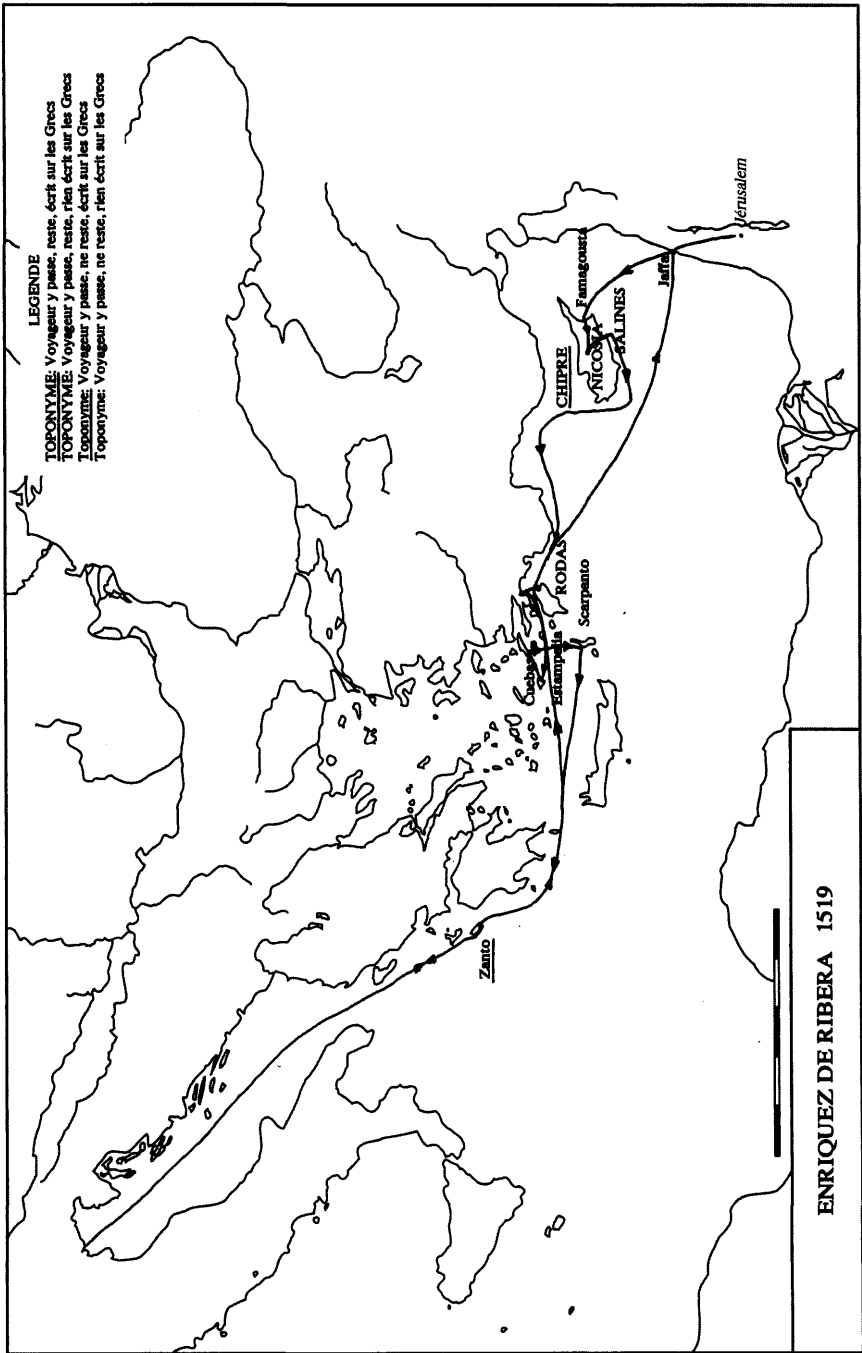 LEGENDE
TOPONYME: Voyageur y passe, reste, écrit sur les Grecs
TOPONYME: Voyageur y passe, reste, rien écrit sur les Grecs
Toponyme: Voyageur y passe, ne reste, écrit sur les Grecs
Toponyme: Voyageur y passe, ne reste, rien écrit sur les Grecs
Zanto
Estampalia
Scarpanto
RODAS
CHIPRE
NICOSIA
SALINES
Famagousta
Jaffa
Jérusalem
ENRIQUEZ DE RIBERA 1519